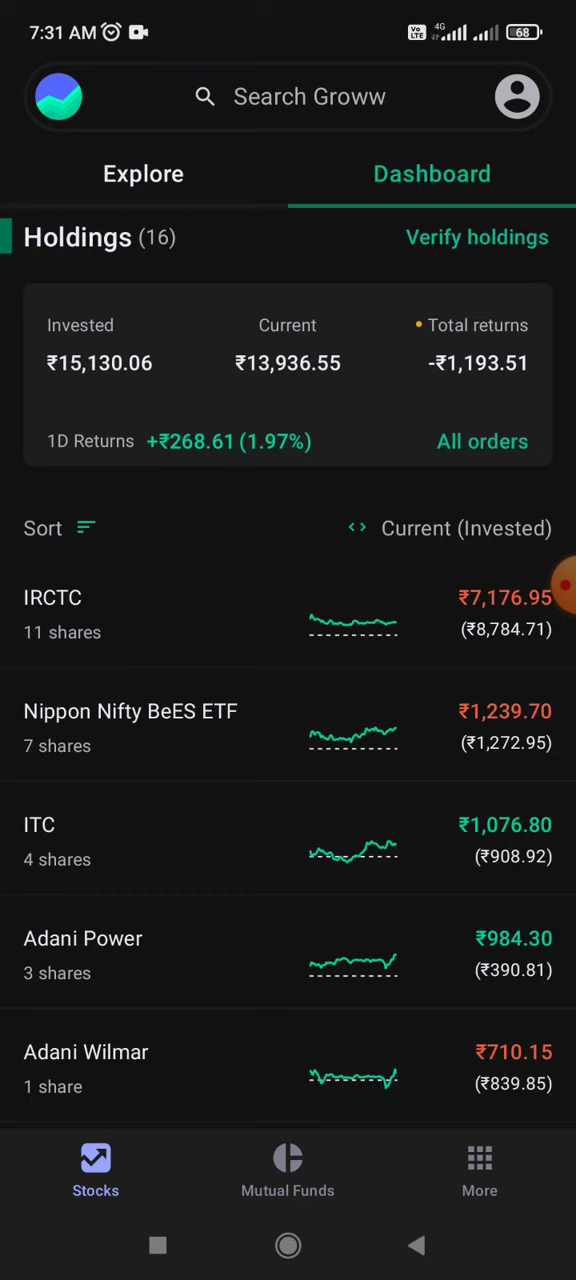 7:31 AM
Vo LTE 4G 68
Search Groww
Explore Dashboard
Holdings (16) Verify holdings
Invested Current Total returns
₹15,130.06 ₹13,936.55 -₹1,193.51
1D Returns +₹268.61 (1.97%) All orders
Sort Current (Invested)
IRCTC ₹7,176.95
11 shares (₹8,784.71)
Nippon Nifty BeES ETF ₹1,239.70
7 shares (₹1,272.95)
ITC ₹1,076.80
4 shares (₹908.92)
Adani Power ₹984.30
3 shares (₹390.81)
Adani Wilmar ₹710.15
1 share (₹839.85)
Stocks Mutual Funds More